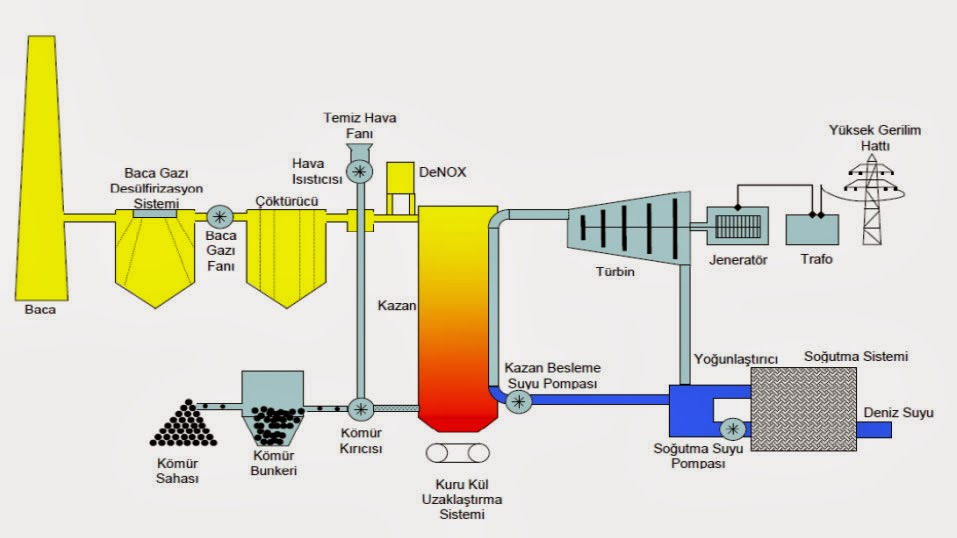 Temiz Hava
Fanı
Yüksek Gerilim
Hattı
Hava
Isıtıcısı
DeNOX
Baca Gazı
Desülfirizasyon
Sistemi
Çöktürücü
Baca
Gazı
Fanı
Türbin
Jeneratör
Trafo
Baca
Kazan
Kazan Besleme
Suyu Pompası
Yoğunlaştırıcı
Soğutma Sistemi
Deniz Suyu
Kömür
Kırıcısı
Soğutma Suyu
Pompası
Kömür
Sahası
Kömür
Bunkeri
Kuru Kül
Uzaklaştırma
Sistemi